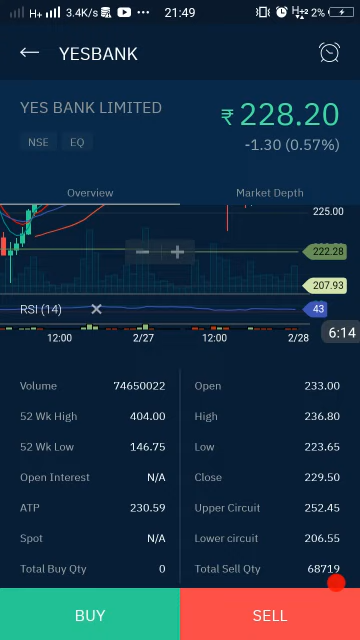 H+ 3.4K/s 21:49 H+2 2%
YESBANK
YES BANK LIMITED
₹ 228.20
NSE EQ
-1.30 (0.57%)
Overview Market Depth
225.00
222.28
207.93
RSI (14) ✕ 43
12:00 2/27 12:00 2/28
6:14
Volume 74650022 Open 233.00
52 Wk High 404.00 High 236.80
52 Wk Low 146.75 Low 223.65
Open Interest N/A Close 229.50
ATP 230.59 Upper Circuit 252.45
Spot N/A Lower circuit 206.55
Total Buy Qty 0 Total Sell Qty 68719
BUY SELL